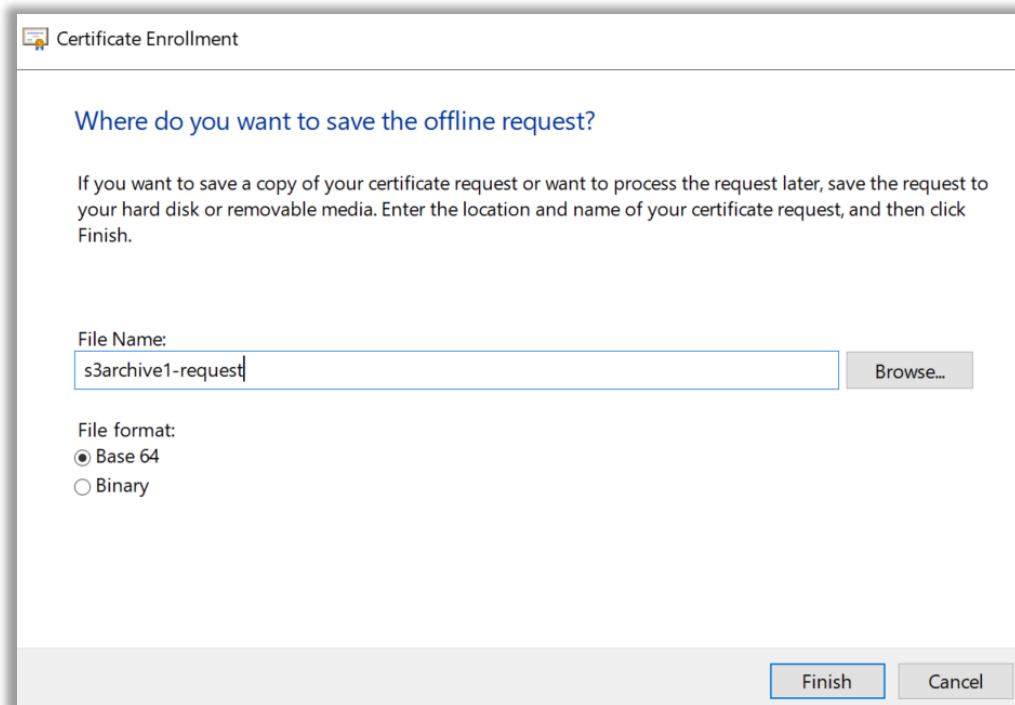 Certificate Enrollment
Where do you want to save the offline request?
If you want to save a copy of your certificate request or want to process the request later, save the request to
your hard disk or removable media. Enter the location and name of your certificate request, and then click
Finish.
File Name:
s3archive1-request
Browse...
File format:
Base 64
Binary
Finish
Cancel